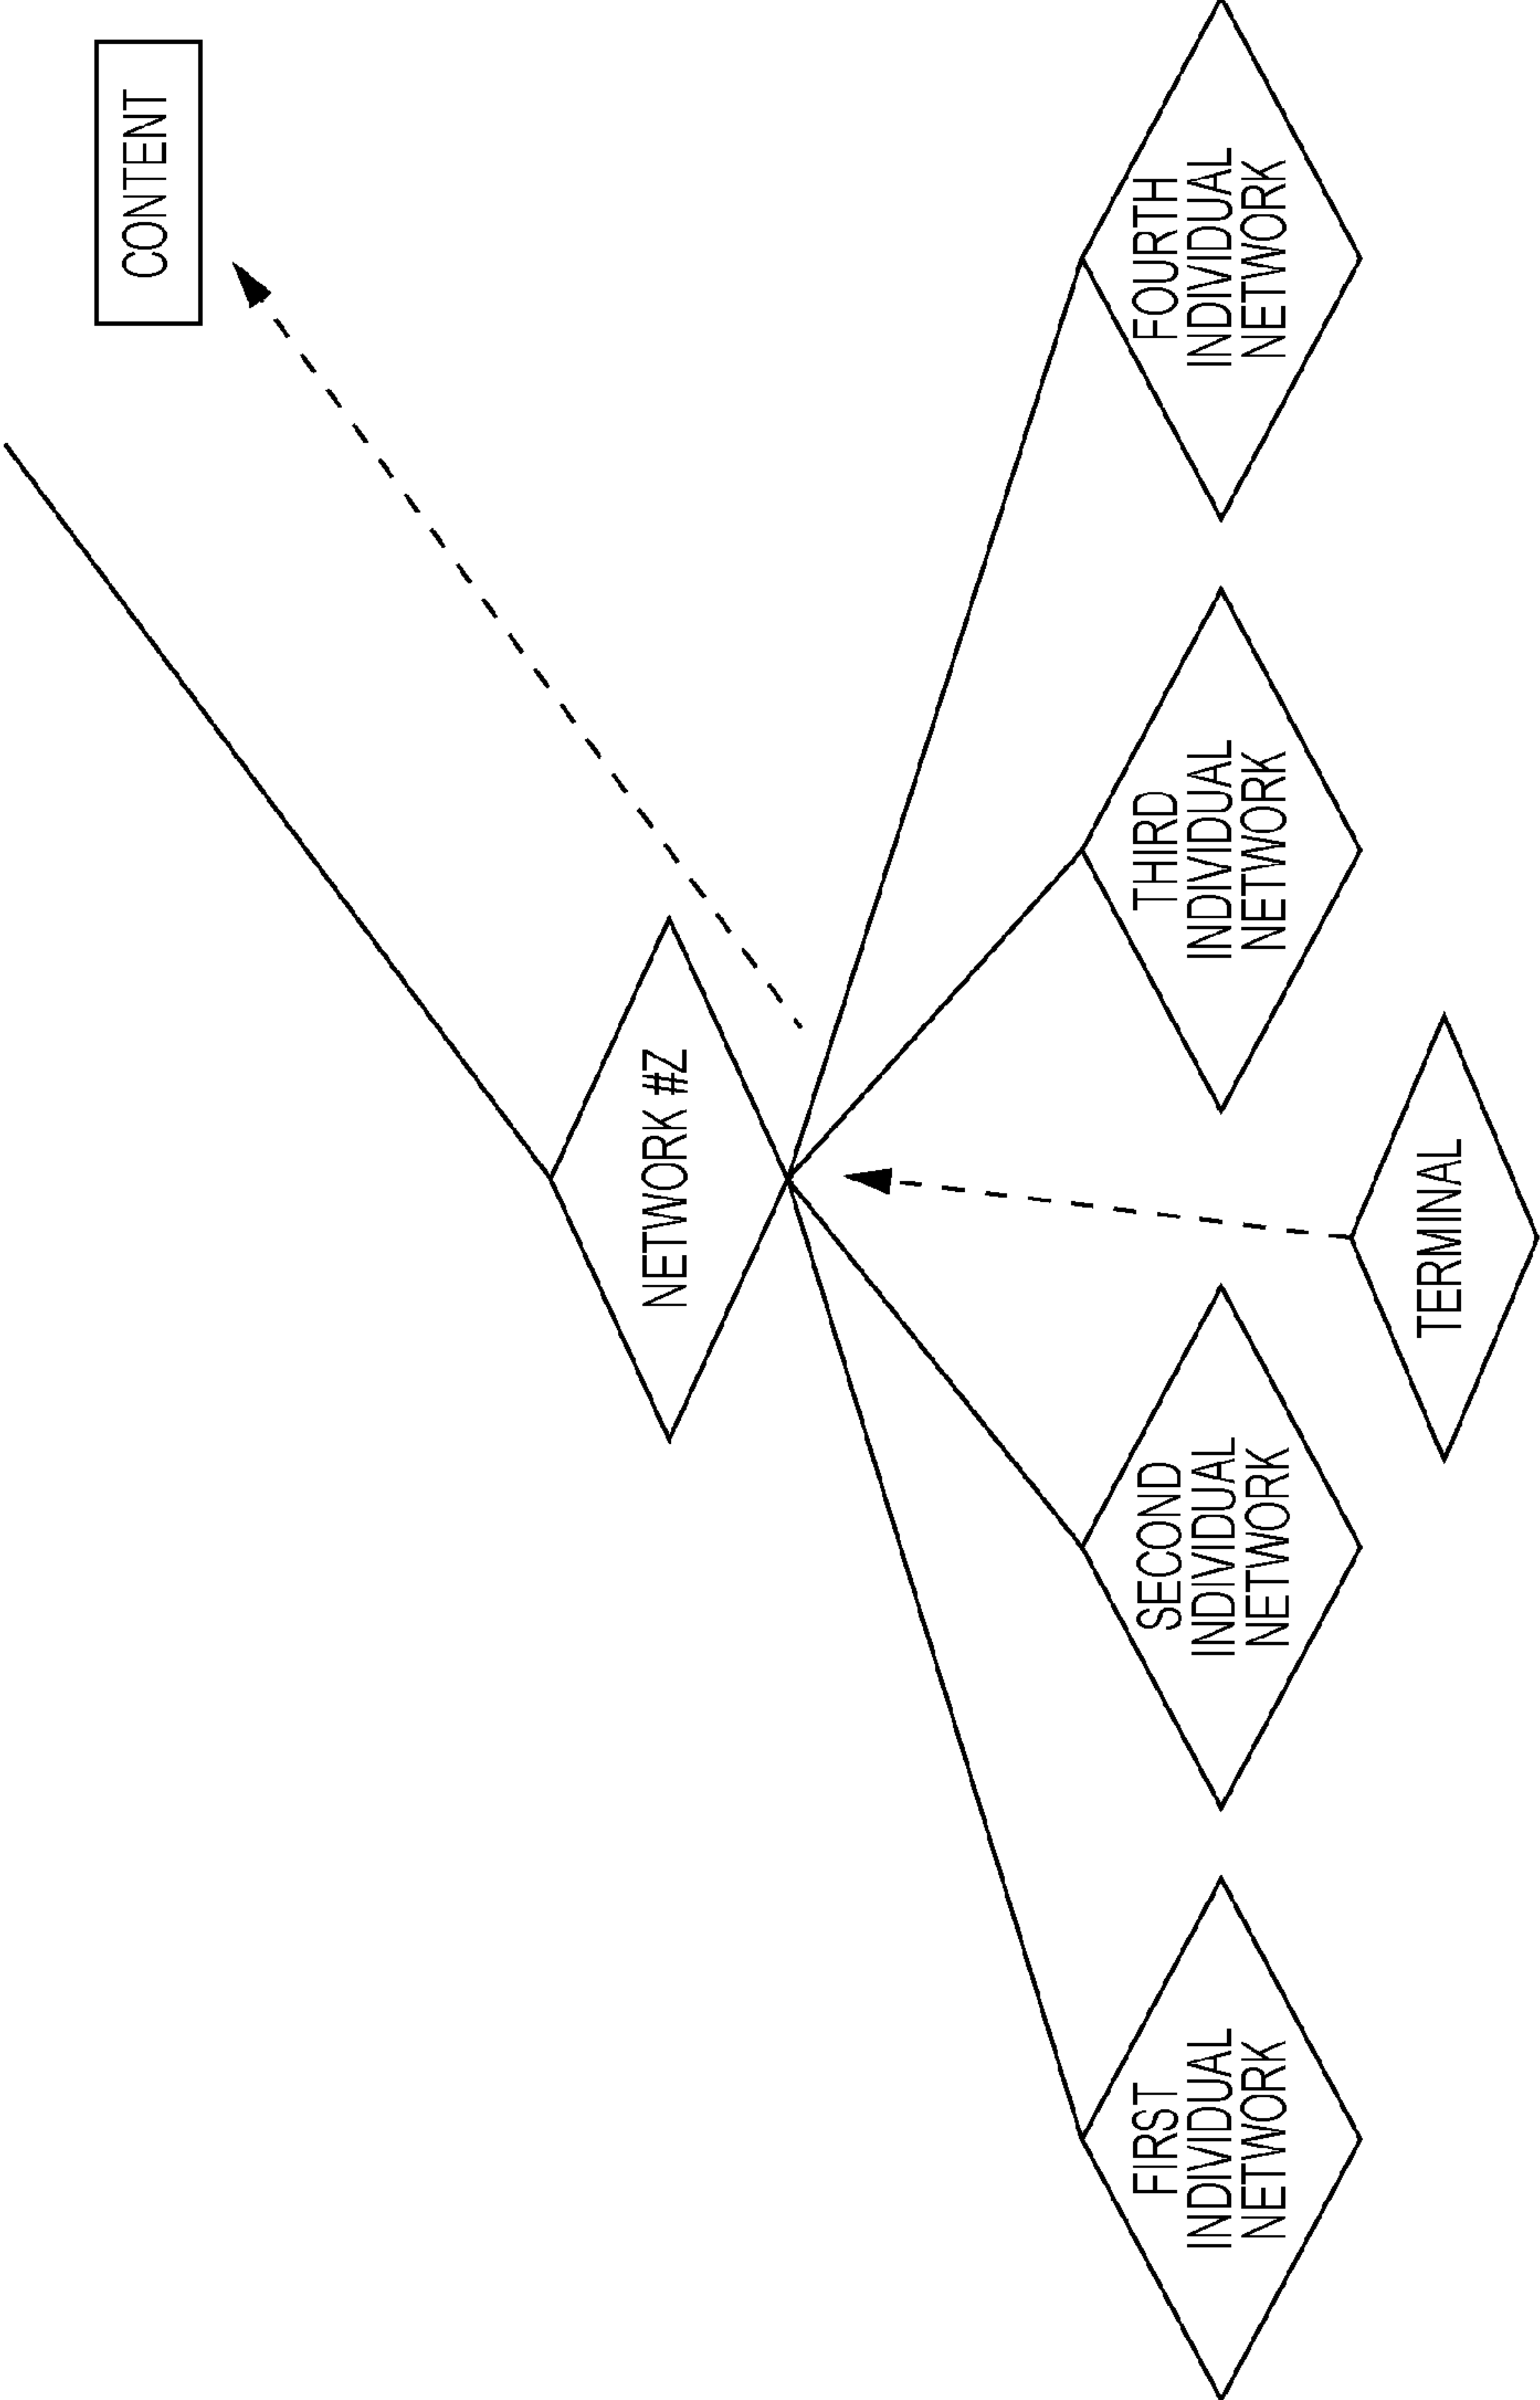 CONTENT
NETWORK #Z
FIRST
INDIVIDUAL
NETWORK
SECOND
INDIVIDUAL
NETWORK
THIRD
INDIVIDUAL
NETWORK
FOURTH
INDIVIDUAL
NETWORK
TERMINAL